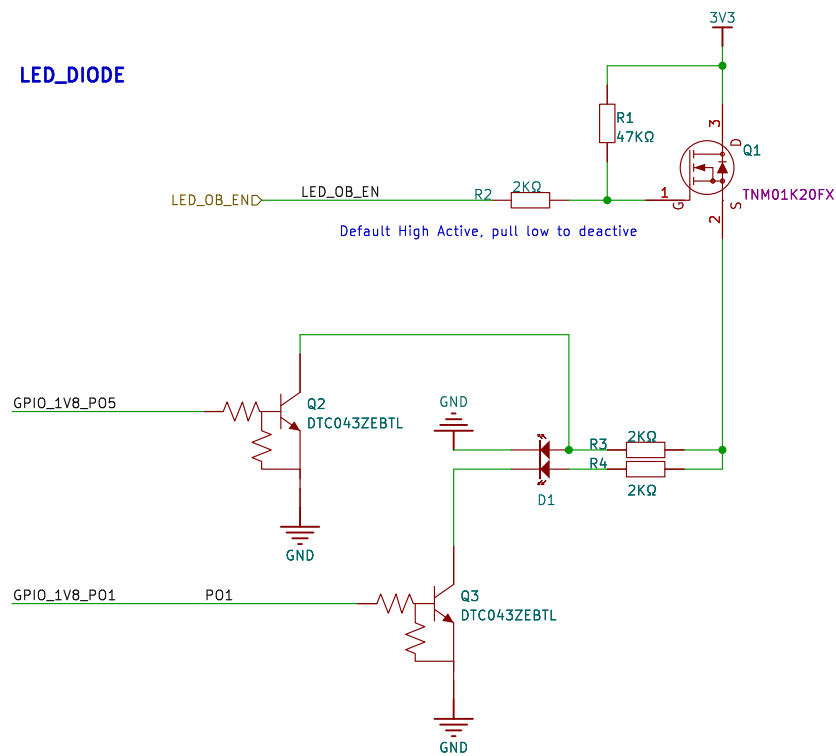 3V3
LED_DIODE
R1
47KΩ
3
D
Q1
LED_OB_EN
LED_OB_EN
R2
2KΩ
1
G
S
2
TNM01K20FX
Default High Active, pull low to deactive
GPIO_1V8_PO5
Q2
DTC043ZEBTL
GND
R3
2KΩ
R4
2KΩ
D1
GND
GPIO_1V8_PO1
PO1
Q3
DTC043ZEBTL
GND